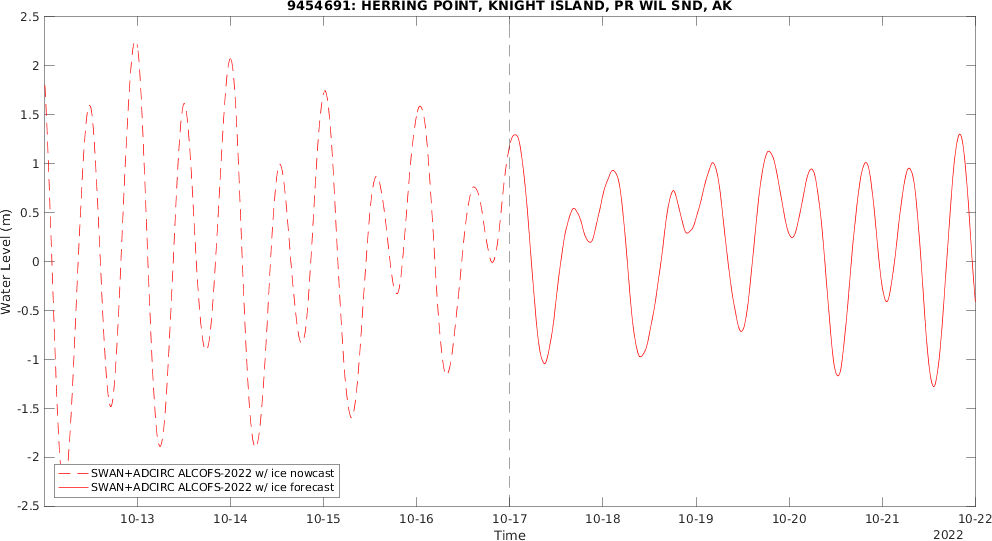 9454691: HERRING POINT, KNIGHT ISLAND, PR WIL SND, AK
Water Level (m)
2.5
2
1.5
1
0.5
0
-0.5
-1
-1.5
-2
-2.5
SWAN+ADCIRC ALCOFS-2022 w/ ice nowcast
SWAN+ADCIRC ALCOFS-2022 w/ ice forecast
10-13 10-14 10-15 10-16 10-17 10-18 10-19 10-20 10-21 10-22
Time
2022